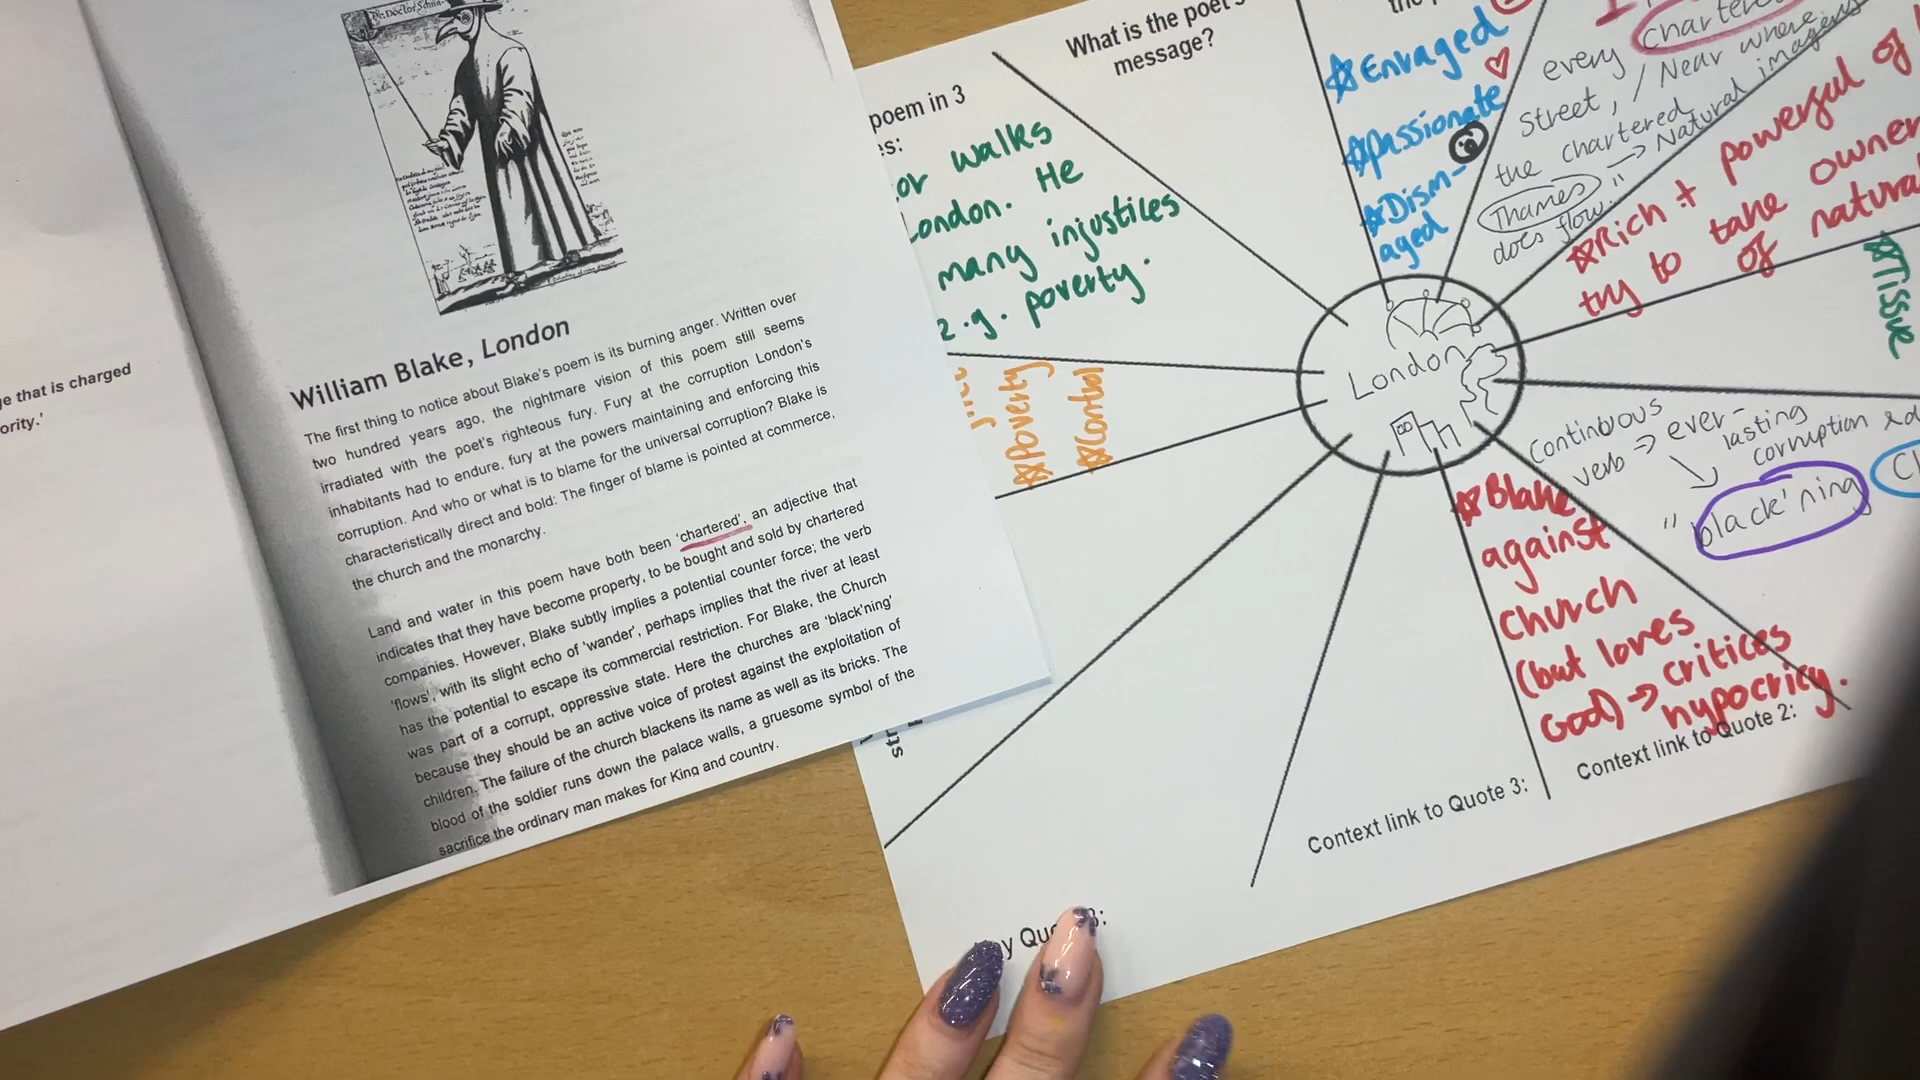 ge that is charged
ority.'
William Blake, London
The first thing to notice about Blake's poem is its burning anger. Written over
two hundred years ago, the nightmare vision of this poem still seems
irradiated with the poet's righteous fury. Fury at the corruption London's
inhabitants had to endure, fury at the powers maintaining and enforcing this
corruption. And who or what is to blame for the universal corruption? Blake is
characteristically direct and bold: The finger of blame is pointed at commerce,
the church and the monarchy.
Land and water in this poem have both been 'chartered', an adjective that
indicates that they have become property, to be bought and sold by chartered
companies. However, Blake subtly implies a potential counter force; the verb
'flows', with its slight echo of 'wander', perhaps implies that the river at least
has the potential to escape its commercial restriction. For Blake, the Church
was part of a corrupt, oppressive state. Here the churches are 'black'ning'
because they should be an active voice of protest against the exploitation of
children. The failure of the church blackens its name as well as its bricks. The
blood of the soldier runs down the palace walls, a gruesome symbol of the
sacrifice the ordinary man makes for King and country.
poem in 3
es:
or walks
London. He
many injustices
e.g. poverty.
Poverty
Control
What is the poet's
message?
Enraged
Passionate
Dism-
aged
every chartere
street, / Near where
the chartered
Thames
does flow."
→ Natural imagery
Rich + powerful of
try to take owner
of natural
Tissue
London
Continuous
verb → ever-
lasting
corruption
"black'ning
Blake
against
church
(but loves
God) → critices
hypocrisy.
Context link to Quote 2:
Context link to Quote 3:
y Quo 3: